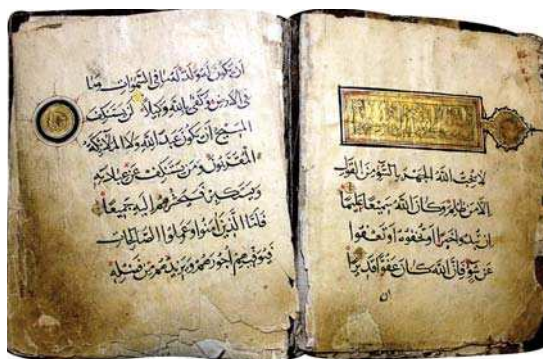 لا يحب الله الجهر بالسوء من القول
الا من ظلم وكان الله سميعا عليما
ان تبدوا خيرا او تخفوه او تعفوا
عن سوء فان الله كان عفوا قديرا
ان يكون له ولد له ما في السموات وما
في الارض وكفى بالله وكيلا لن يستنكف
المسيح ان يكون عبدا لله ولا الملائكة
المقربون ومن يستنكف عن عبادته
ويستكبر فسيحشرهم اليه جميعا
فاما الذين امنوا وعملوا الصالحات
فيوفيهم اجورهم ويزيدهم من فضله